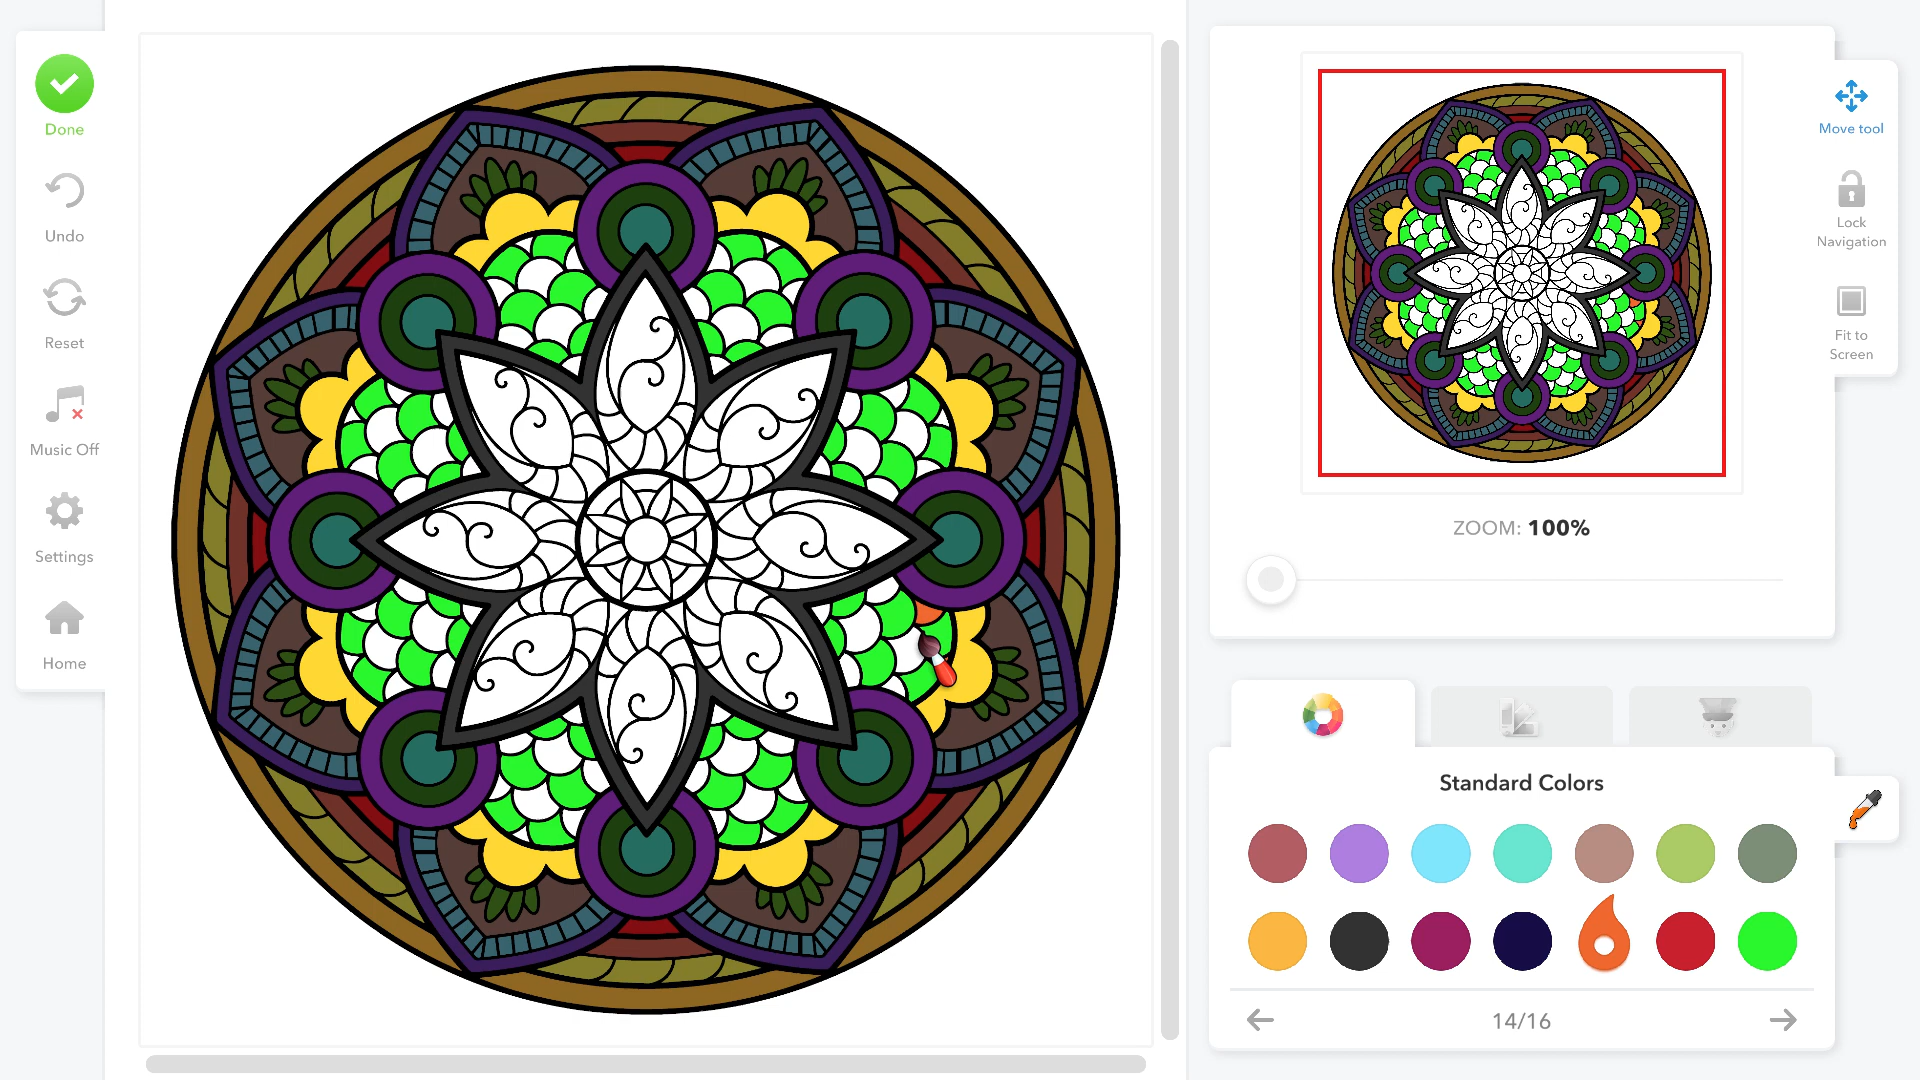 Done
Undo
Reset
Music Off
Settings
Home
Move tool
Lock
Navigation
Fit to
Screen
ZOOM: 100%
Standard Colors
14/16